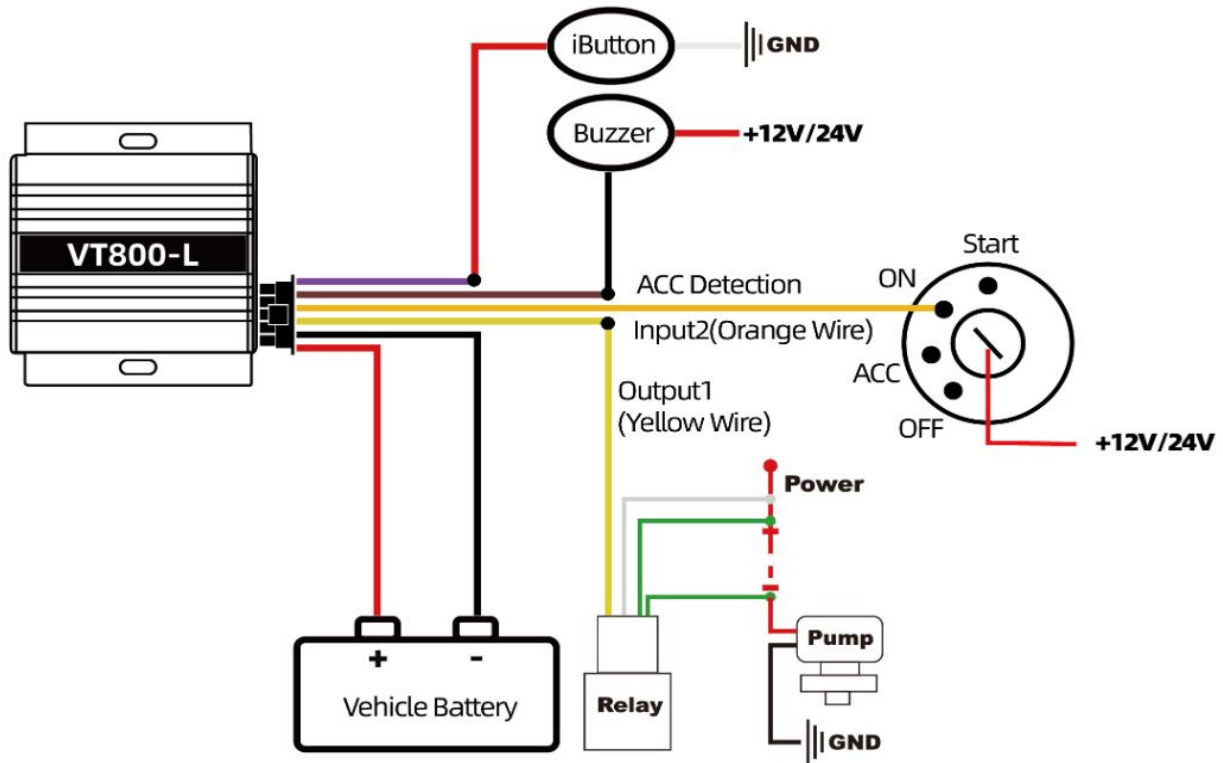 iButton
GND
Buzzer
+12V/24V
VT800-L
Start
ON
ACC Detection
Input2(Orange Wire)
ACC
OFF
Output1
(Yellow Wire)
+12V/24V
Power
+
-
Vehicle Battery
Relay
Pump
GND